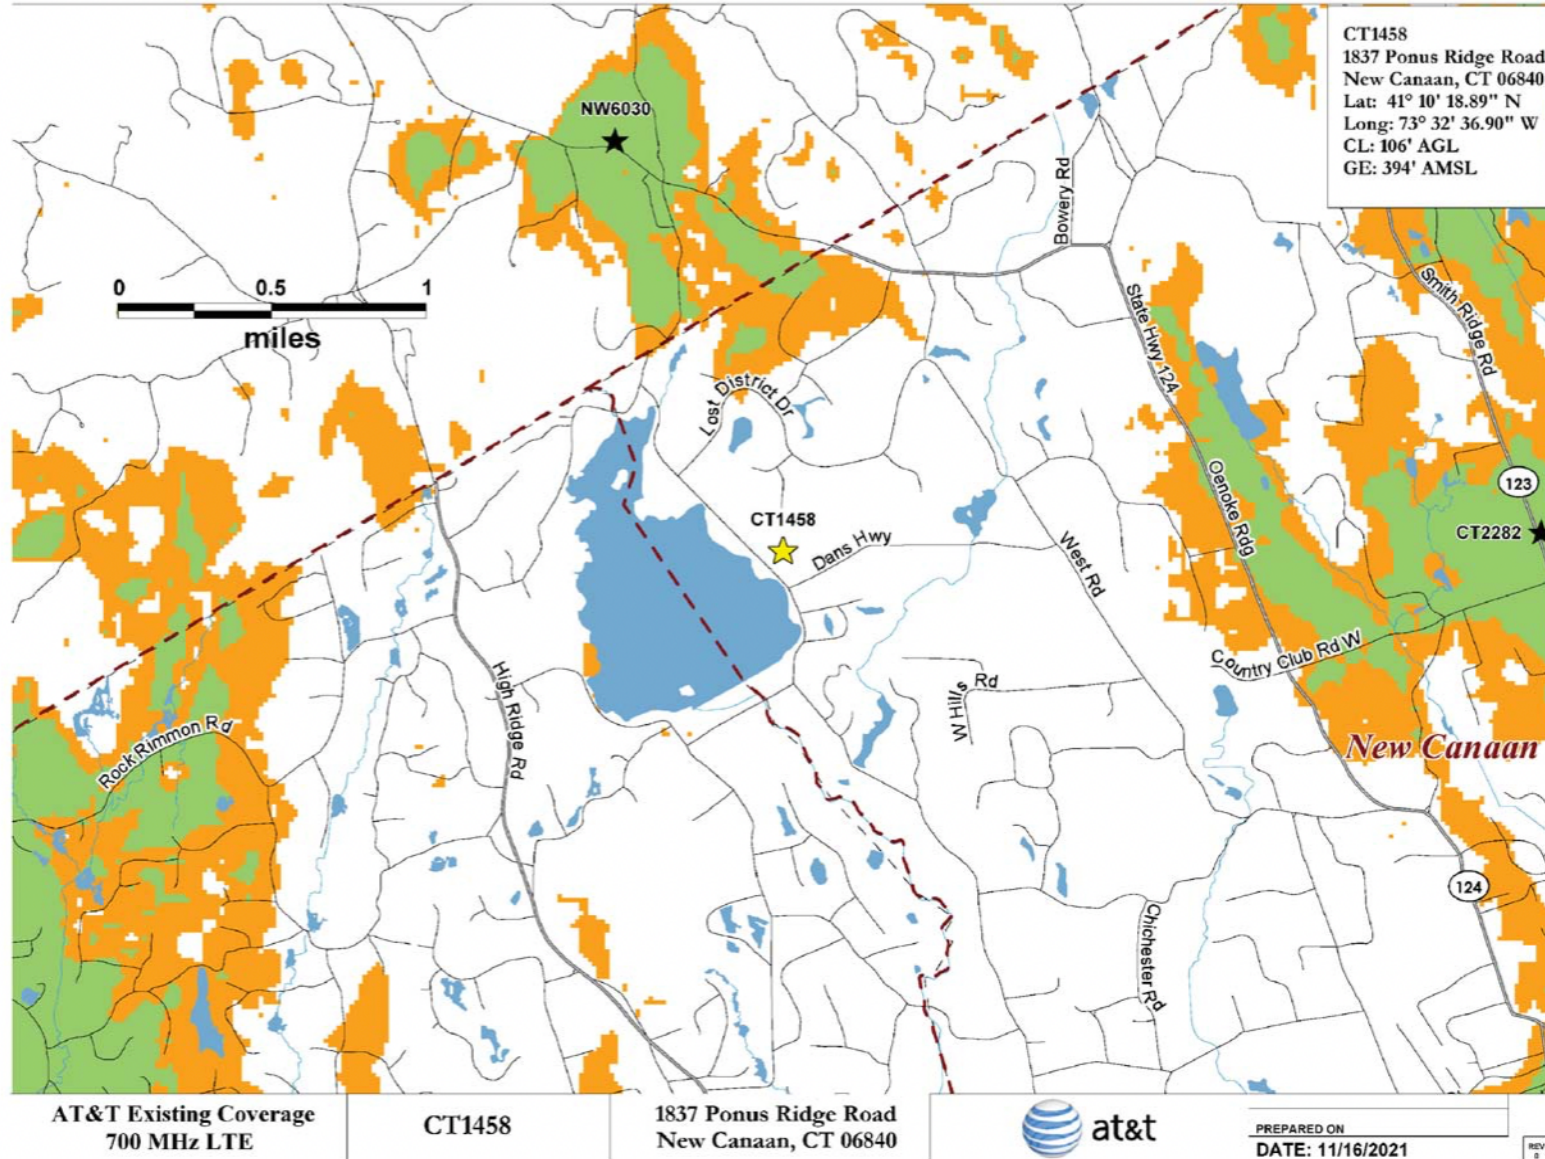 CT1458
1837 Ponus Ridge Road
New Canaan, CT 06840
Lat: 41° 10' 18.89" N
Long: 73° 32' 36.90" W
CL: 106' AGL
GE: 394' AMSL
NW6030
Bowery Rd
0 0.5 1
miles
State Hwy 124
Smith Ridge Rd
Lost District Dr
Oenoke Rdg
123
CT2282
CT1458
Dans Hwy
West Rd
Country Club Rd W
W Hills Rd
High Ridge Rd
Rock Rimmon Rd
New Canaan
124
Chichester Rd
AT&T Existing Coverage
700 MHz LTE
CT1458
1837 Ponus Ridge Road
New Canaan, CT 06840
at&t
PREPARED ON
DATE: 11/16/2021
REV
0